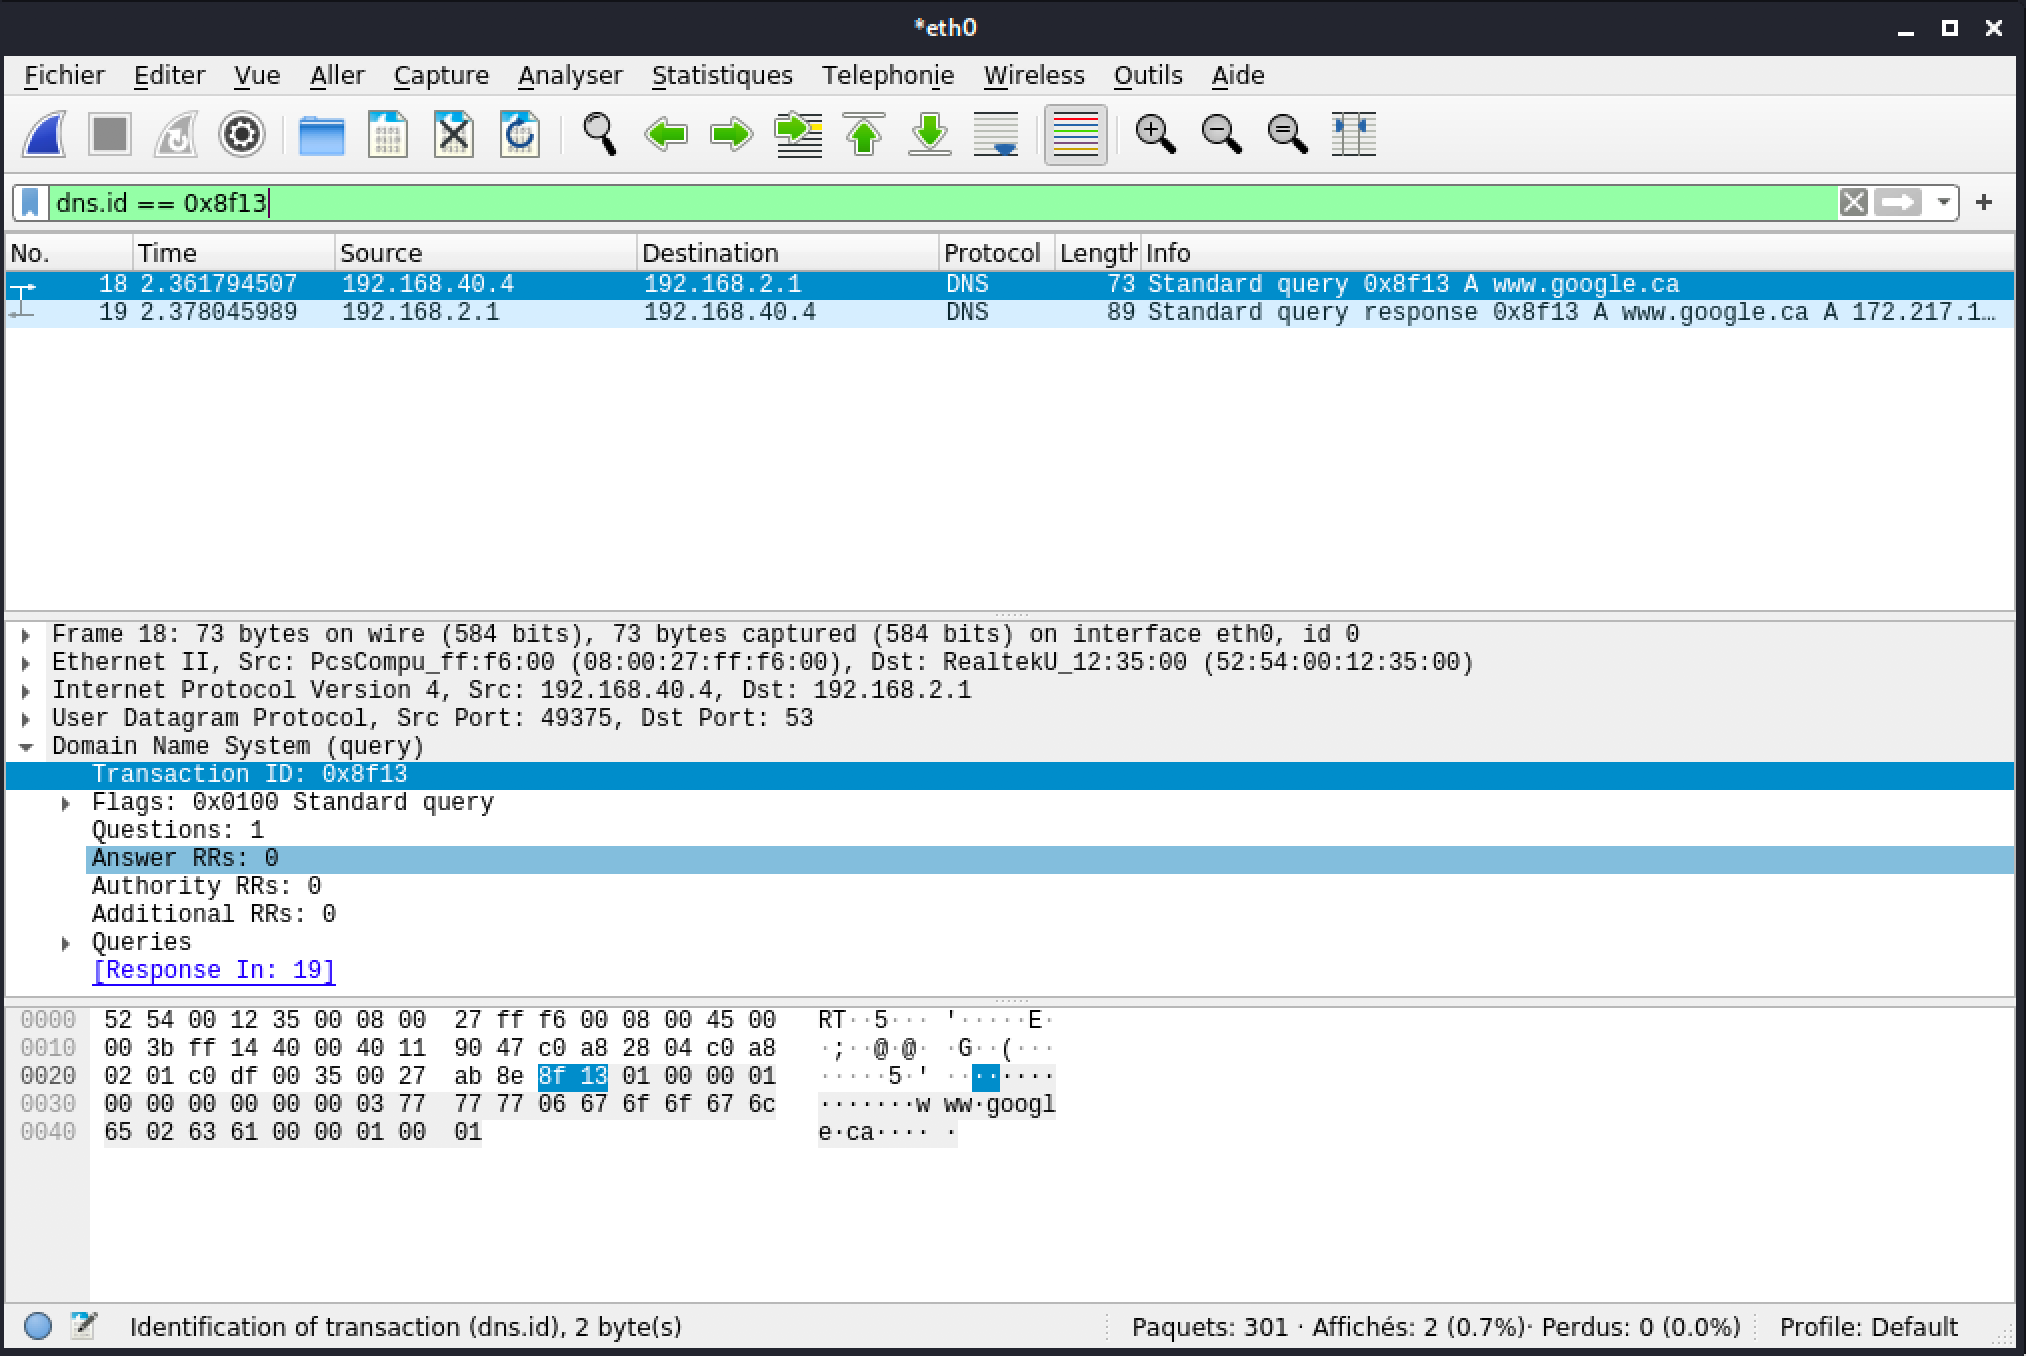 *eth0
Fichier Editer Vue Aller Capture Analyser Statistiques Telephonie Wireless Outils Aide
dns.id == 0x8f13
No. Time Source Destination Protocol Length Info
18 2.361794507 192.168.40.4 192.168.2.1 DNS 73 Standard query 0x8f13 A www.google.ca
19 2.378045989 192.168.2.1 192.168.40.4 DNS 89 Standard query response 0x8f13 A www.google.ca A 172.217.1…
Frame 18: 73 bytes on wire (584 bits), 73 bytes captured (584 bits) on interface eth0, id 0
Ethernet II, Src: PcsCompu_ff:f6:00 (08:00:27:ff:f6:00), Dst: RealtekU_12:35:00 (52:54:00:12:35:00)
Internet Protocol Version 4, Src: 192.168.40.4, Dst: 192.168.2.1
User Datagram Protocol, Src Port: 49375, Dst Port: 53
Domain Name System (query)
Transaction ID: 0x8f13
Flags: 0x0100 Standard query
Questions: 1
Answer RRs: 0
Authority RRs: 0
Additional RRs: 0
Queries
[Response In: 19]
0000 52 54 00 12 35 00 08 00 27 ff f6 00 08 00 45 00 RT··5··· '·····E·
0010 00 3b ff 14 40 00 40 11 90 47 c0 a8 28 04 c0 a8 ·;··@·@· ·G··(···
0020 02 01 c0 df 00 35 00 27 ab 8e 8f 13 01 00 00 01 ·····5·' ········
0030 00 00 00 00 00 00 03 77 77 77 06 67 6f 6f 67 6c ·······w ww·googl
0040 65 02 63 61 00 00 01 00 01 e·ca···· ·
Identification of transaction (dns.id), 2 byte(s) Paquets: 301 · Affichés: 2 (0.7%)· Perdus: 0 (0.0%) Profile: Default